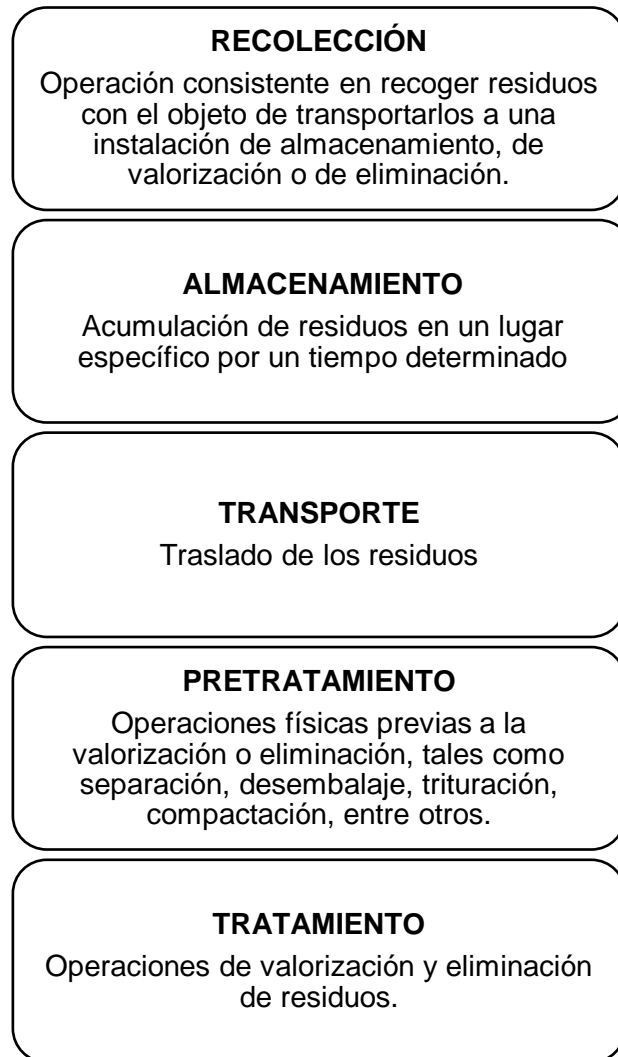 RECOLECCIÓN
Operación consistente en recoger residuos
con el objeto de transportarlos a una
instalación de almacenamiento, de
valorización o de eliminación.
ALMACENAMIENTO
Acumulación de residuos en un lugar
específico por un tiempo determinado
TRANSPORTE
Traslado de los residuos
PRETRATAMIENTO
Operaciones físicas previas a la
valorización o eliminación, tales como
separación, desembalaje, trituración,
compactación, entre otros.
TRATAMIENTO
Operaciones de valorización y eliminación
de residuos.